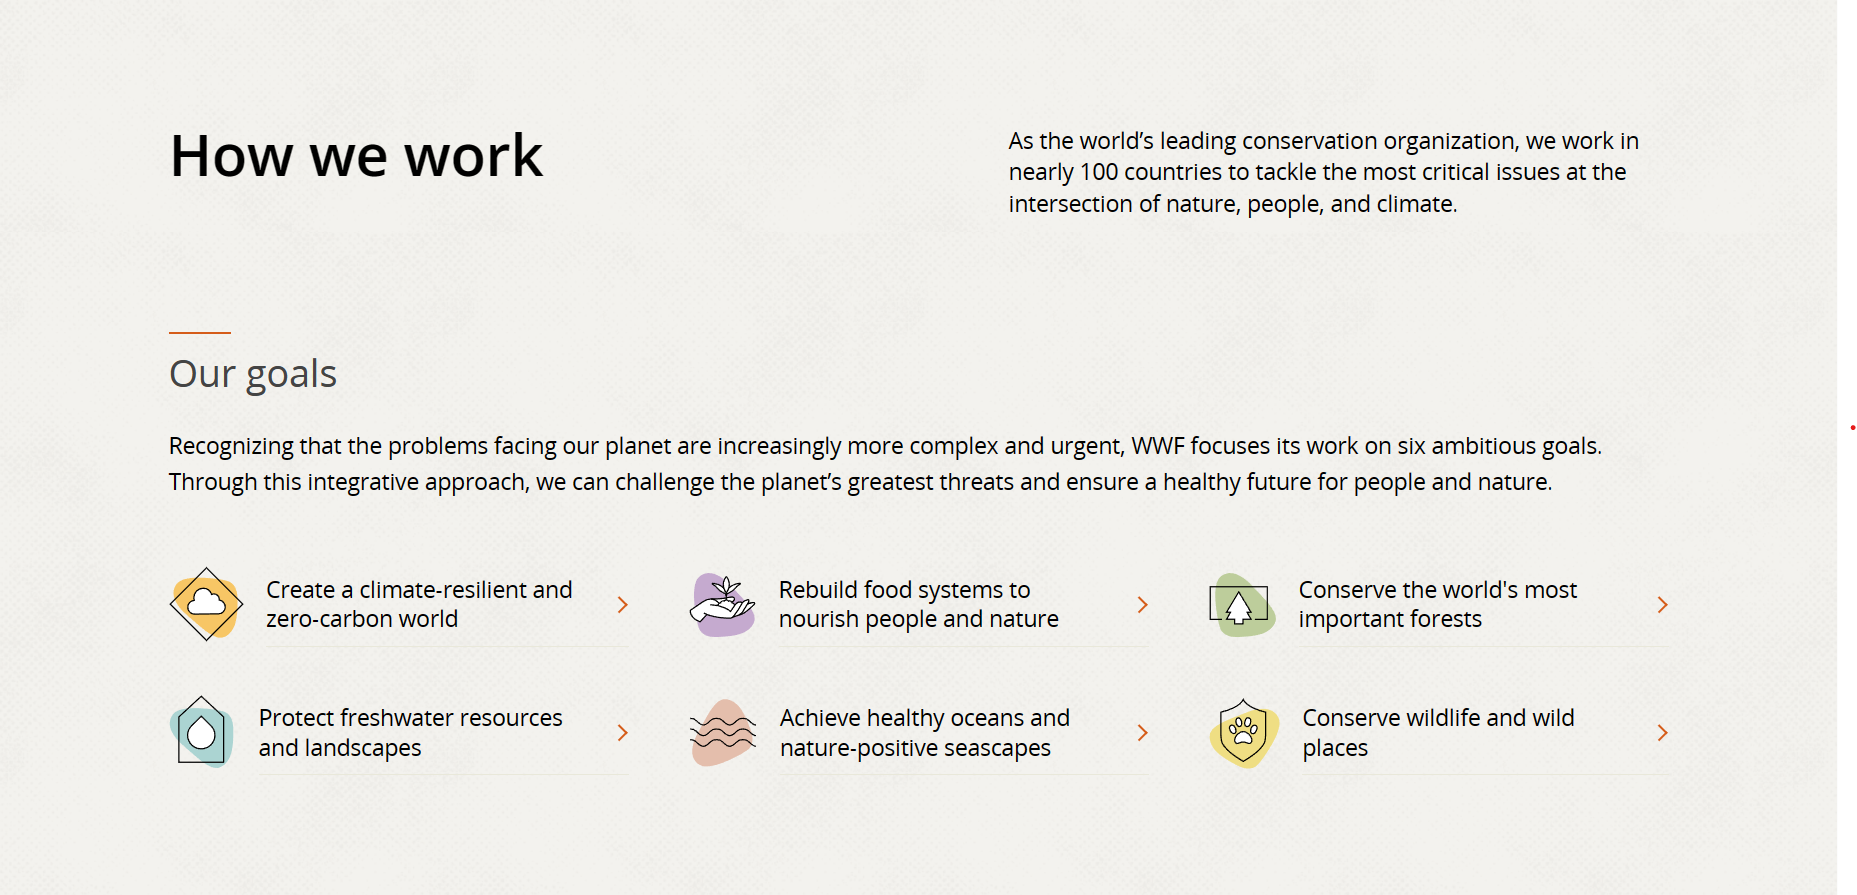 How we work
As the world’s leading conservation organization, we work in
nearly 100 countries to tackle the most critical issues at the
intersection of nature, people, and climate.
Our goals
Recognizing that the problems facing our planet are increasingly more complex and urgent, WWF focuses its work on six ambitious goals.
Through this integrative approach, we can challenge the planet’s greatest threats and ensure a healthy future for people and nature.
Create a climate-resilient and
zero-carbon world
Rebuild food systems to
nourish people and nature
Conserve the world's most
important forests
Protect freshwater resources
and landscapes
Achieve healthy oceans and
nature-positive seascapes
Conserve wildlife and wild
places